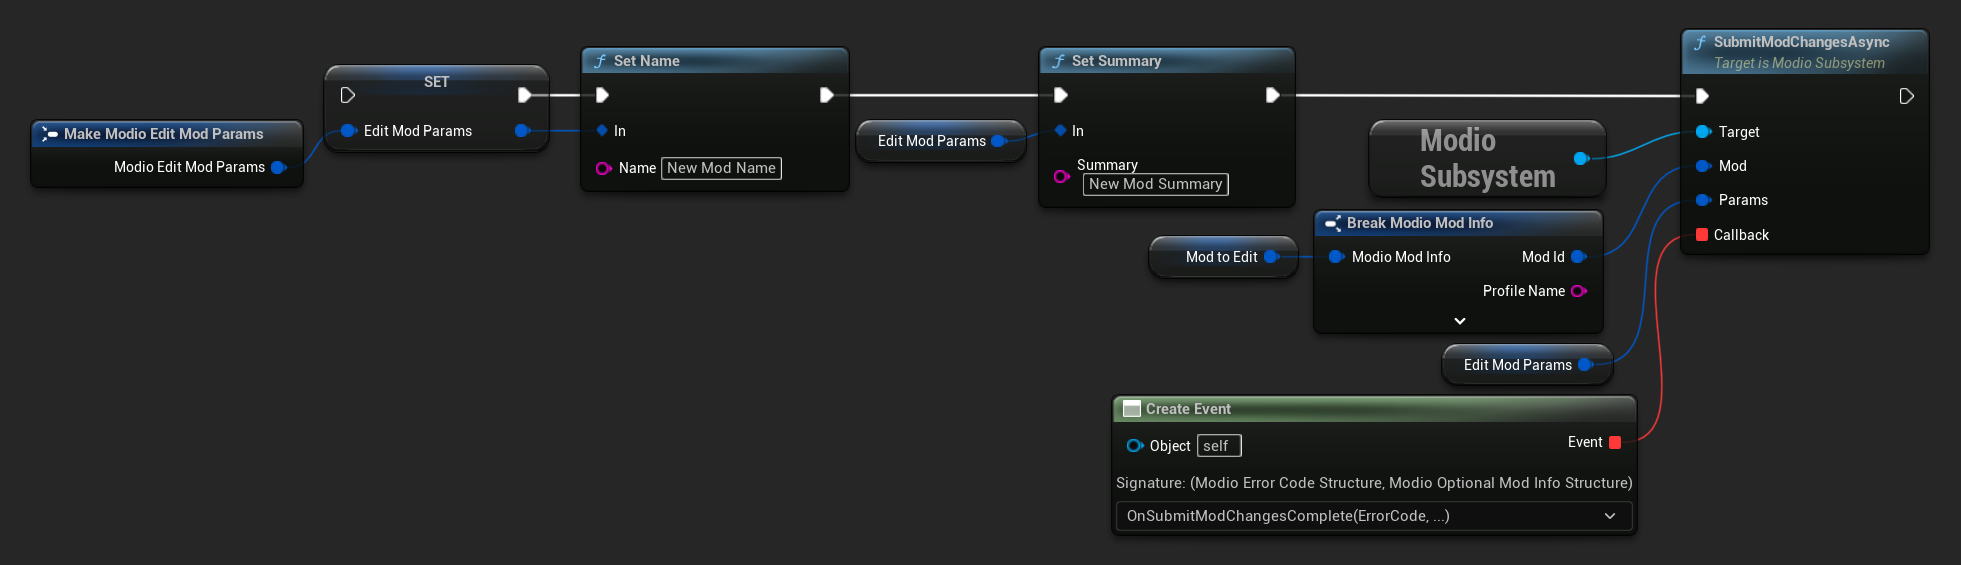 Make Modio Edit Mod Params
Modio Edit Mod Params
SET
Edit Mod Params
f Set Name
In
Name New Mod Name
Edit Mod Params
f Set Summary
In
Summary
New Mod Summary
Modio
Subsystem
Mod to Edit
Break Modio Mod Info
Modio Mod Info Mod Id
Profile Name
Edit Mod Params
Create Event
Object self Event
Signature: (Modio Error Code Structure, Modio Optional Mod Info Structure)
OnSubmitModChangesComplete(ErrorCode, ...)
f SubmitModChangesAsync
Target is Modio Subsystem
Target
Mod
Params
Callback